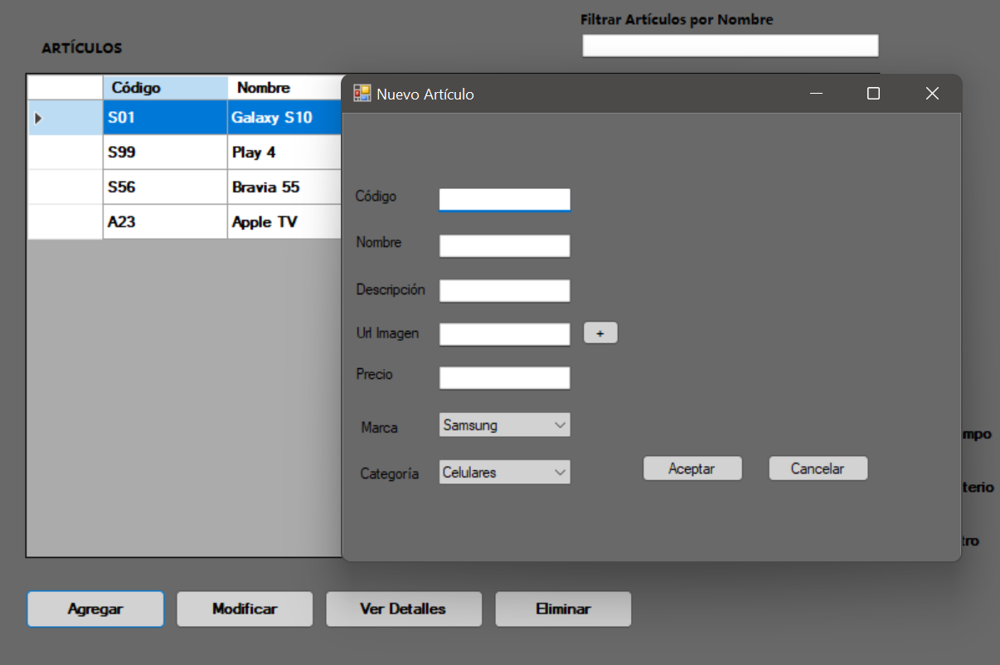 Filtrar Artículos por Nombre
ARTÍCULOS
Código Nombre
S01 Galaxy S10
S99 Play 4
S56 Bravia 55
A23 Apple TV
Nuevo Artículo
Código
Nombre
Descripción
Url Imagen +
Precio
Marca Samsung
Categoría Celulares
Aceptar Cancelar
mpo
terio
tro
Agregar Modificar Ver Detalles Eliminar